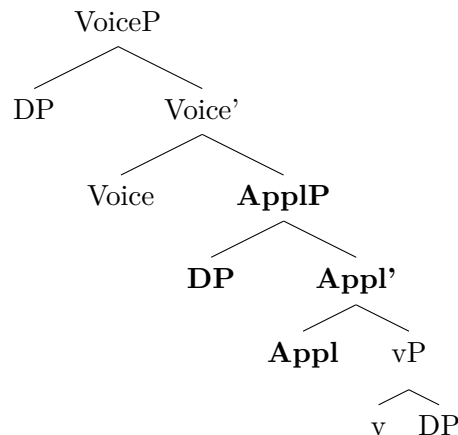 VoiceP
DP Voice'
Voice ApplP
DP Appl'
Appl vP
v DP